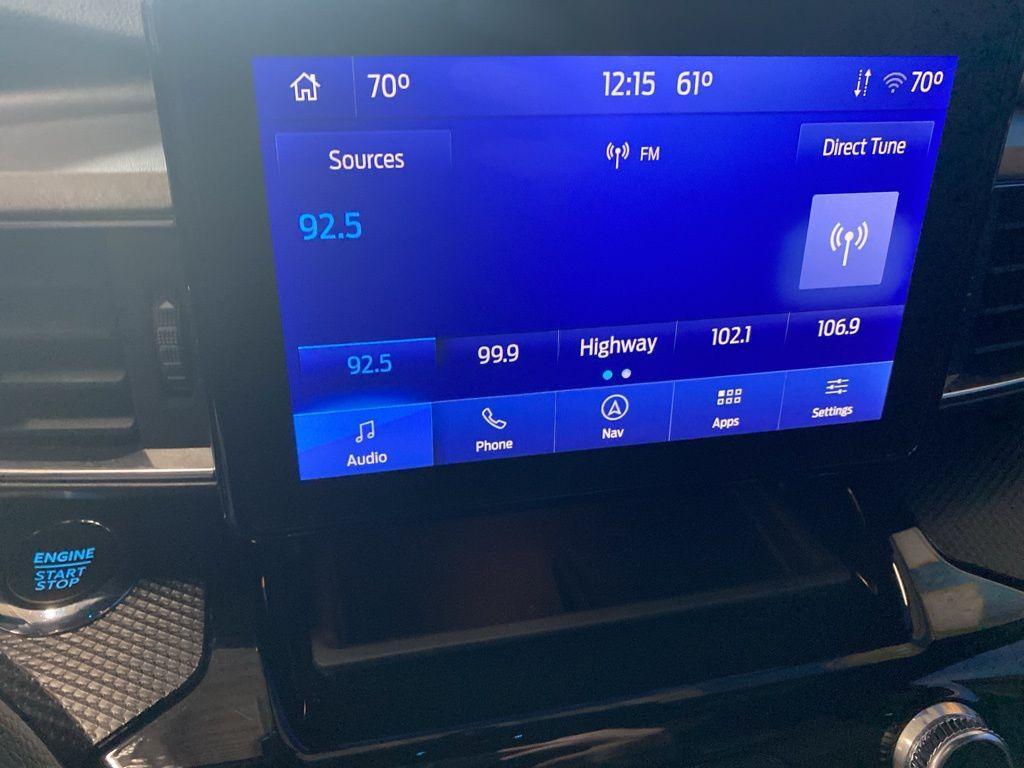 70° 12:15 61° 70°
Sources FM Direct Tune
92.5
92.5 99.9 Highway 102.1 106.9
Audio Phone Nav Apps Settings
ENGINE
START
STOP